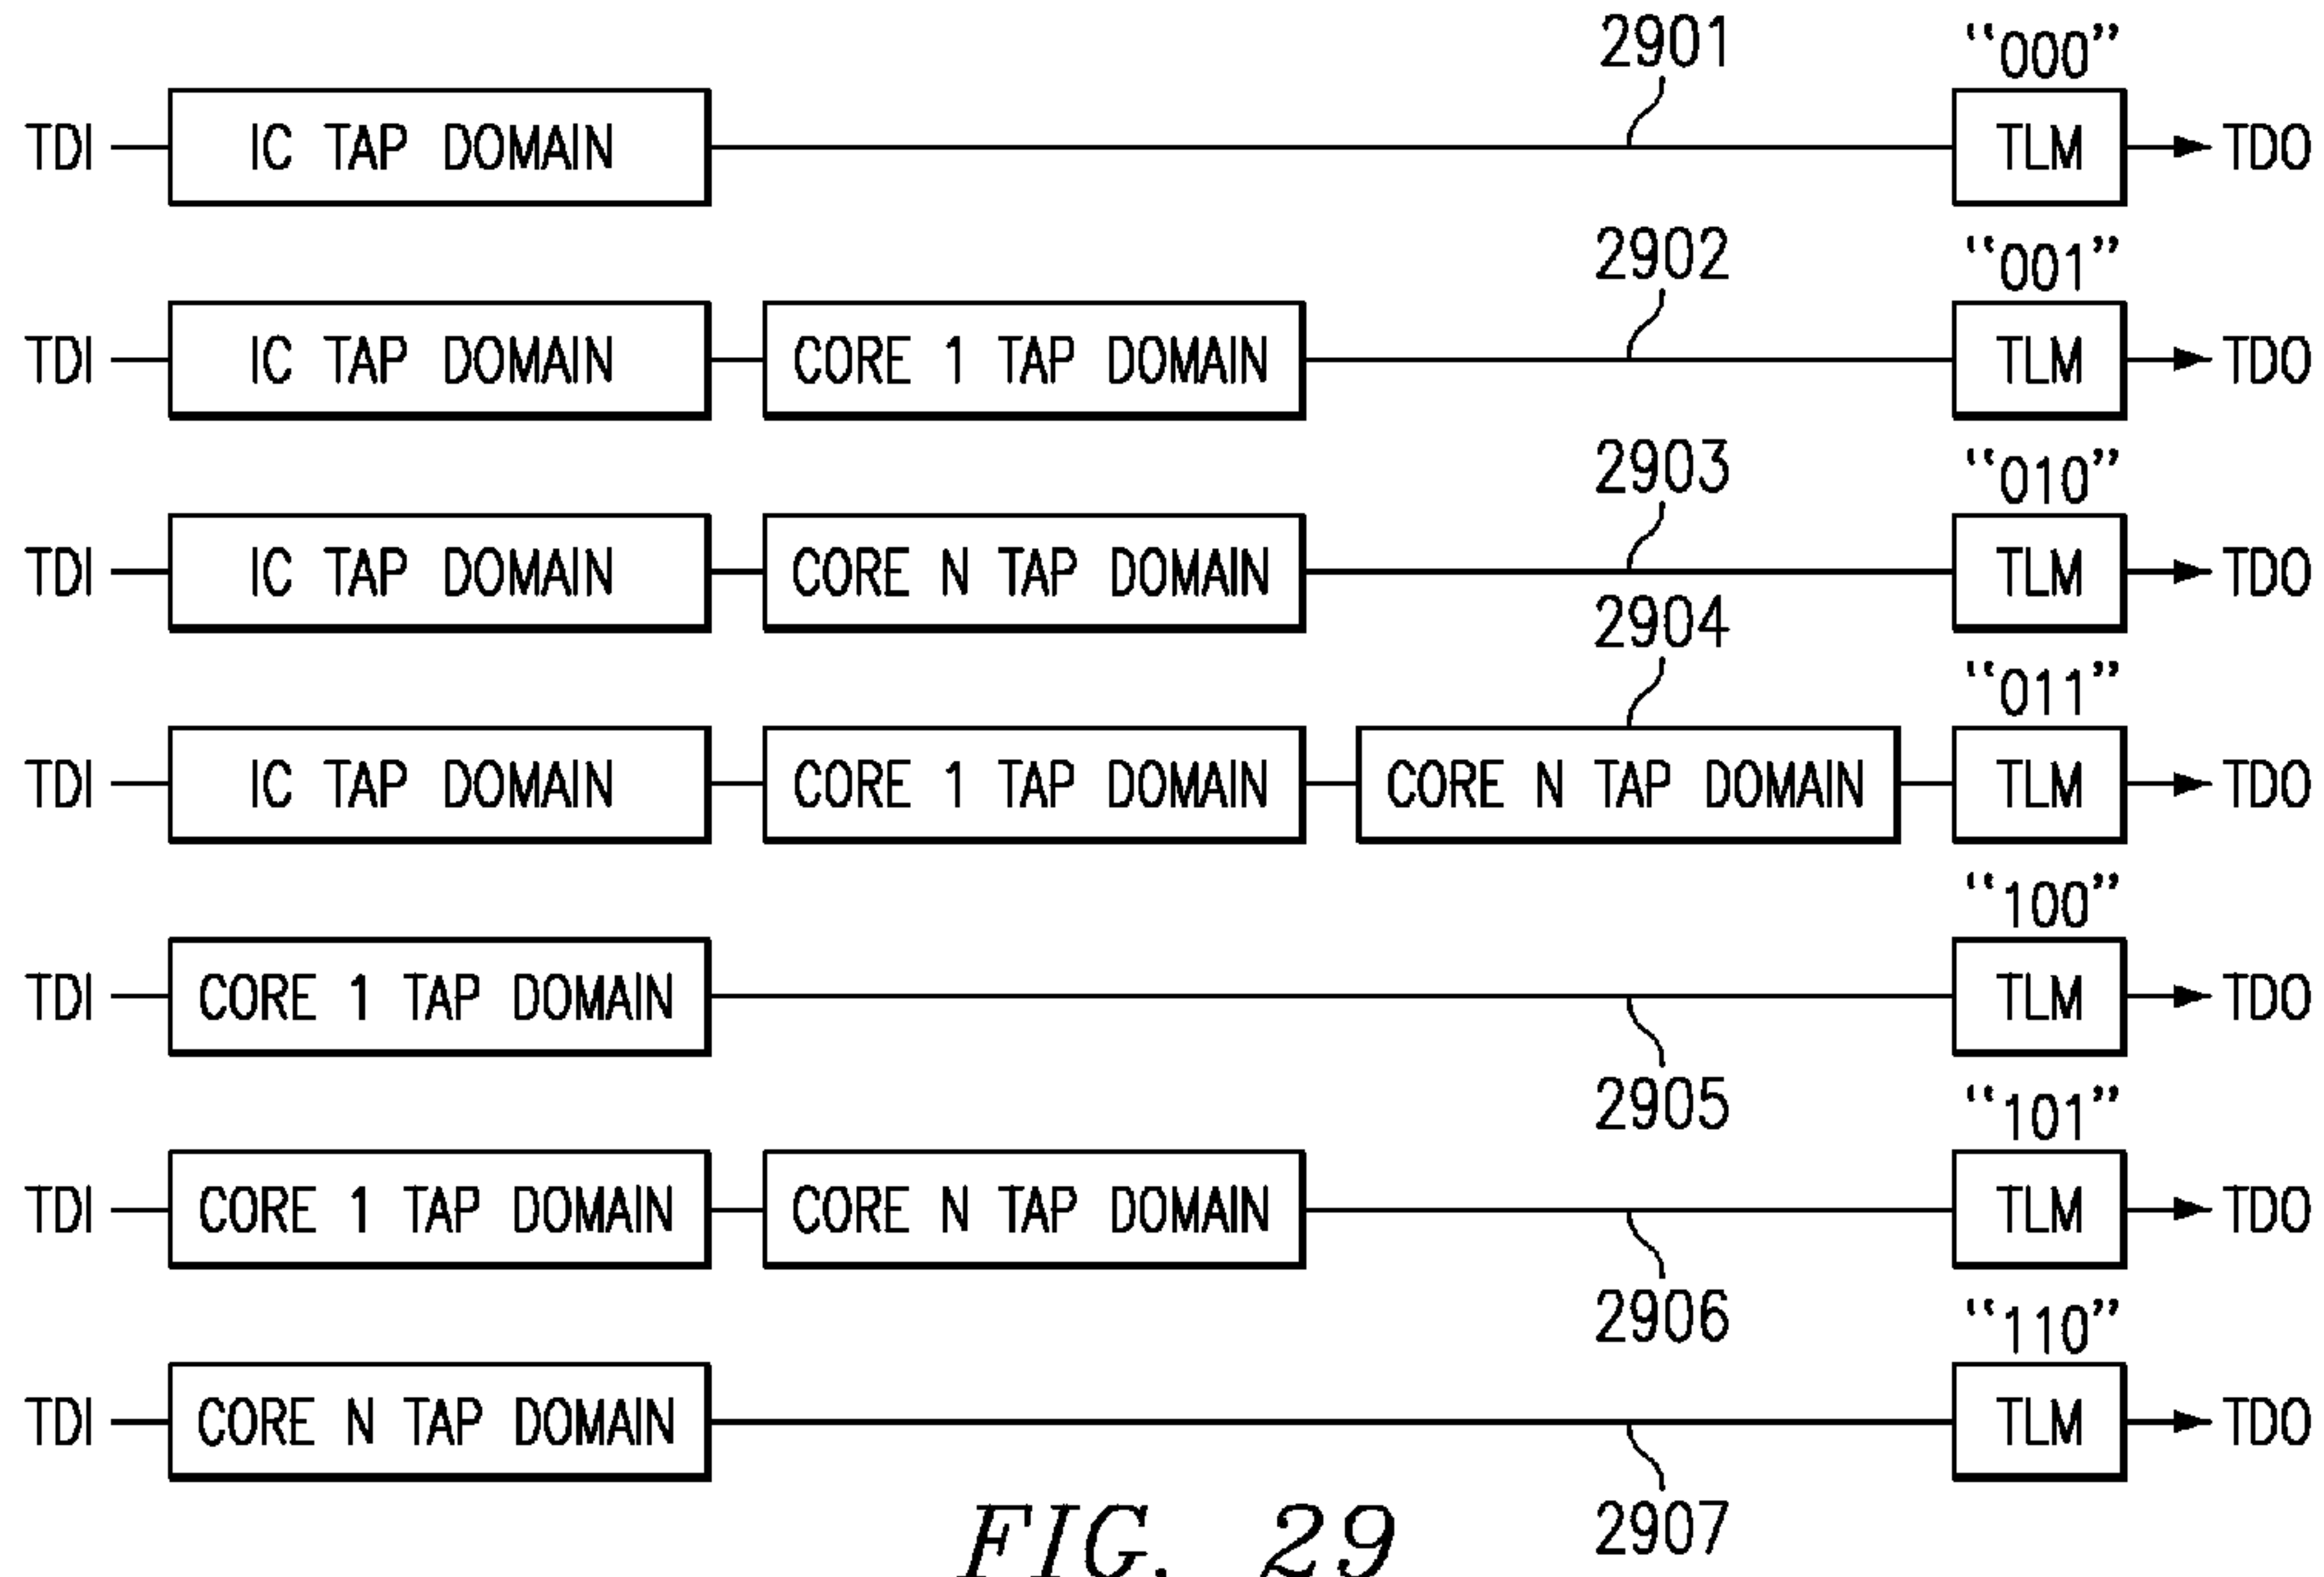 2901 “000”
TDI IC TAP DOMAIN TLM TDO
2902 “001”
TDI IC TAP DOMAIN CORE 1 TAP DOMAIN TLM TDO
2903 “010”
TDI IC TAP DOMAIN CORE N TAP DOMAIN TLM TDO
2904 “011”
TDI IC TAP DOMAIN CORE 1 TAP DOMAIN CORE N TAP DOMAIN TLM TDO
“100”
TDI CORE 1 TAP DOMAIN TLM TDO
2905 “101”
TDI CORE 1 TAP DOMAIN CORE N TAP DOMAIN TLM TDO
2906 “110”
TDI CORE N TAP DOMAIN TLM TDO
2907
FIG. 29